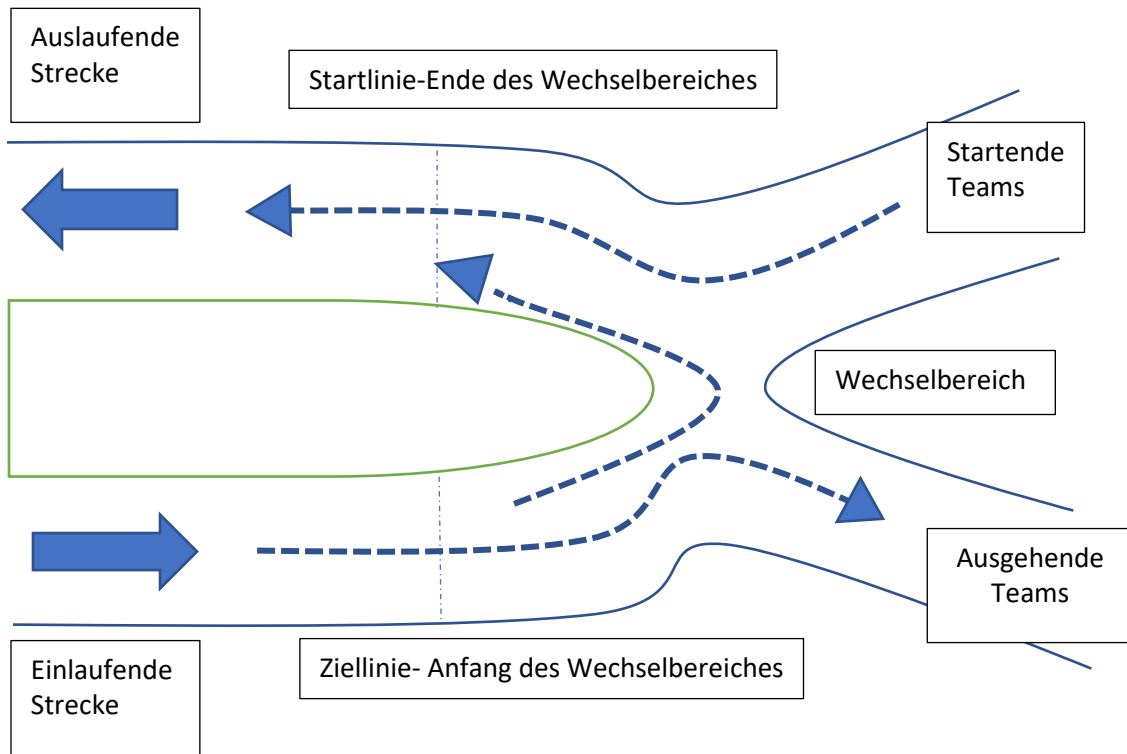 Auslaufende
Strecke
Startlinie-Ende des Wechselbereiches
Startende
Teams
Wechselbereich
Ausgehende
Teams
Einlaufende
Strecke
Ziellinie- Anfang des Wechselbereiches